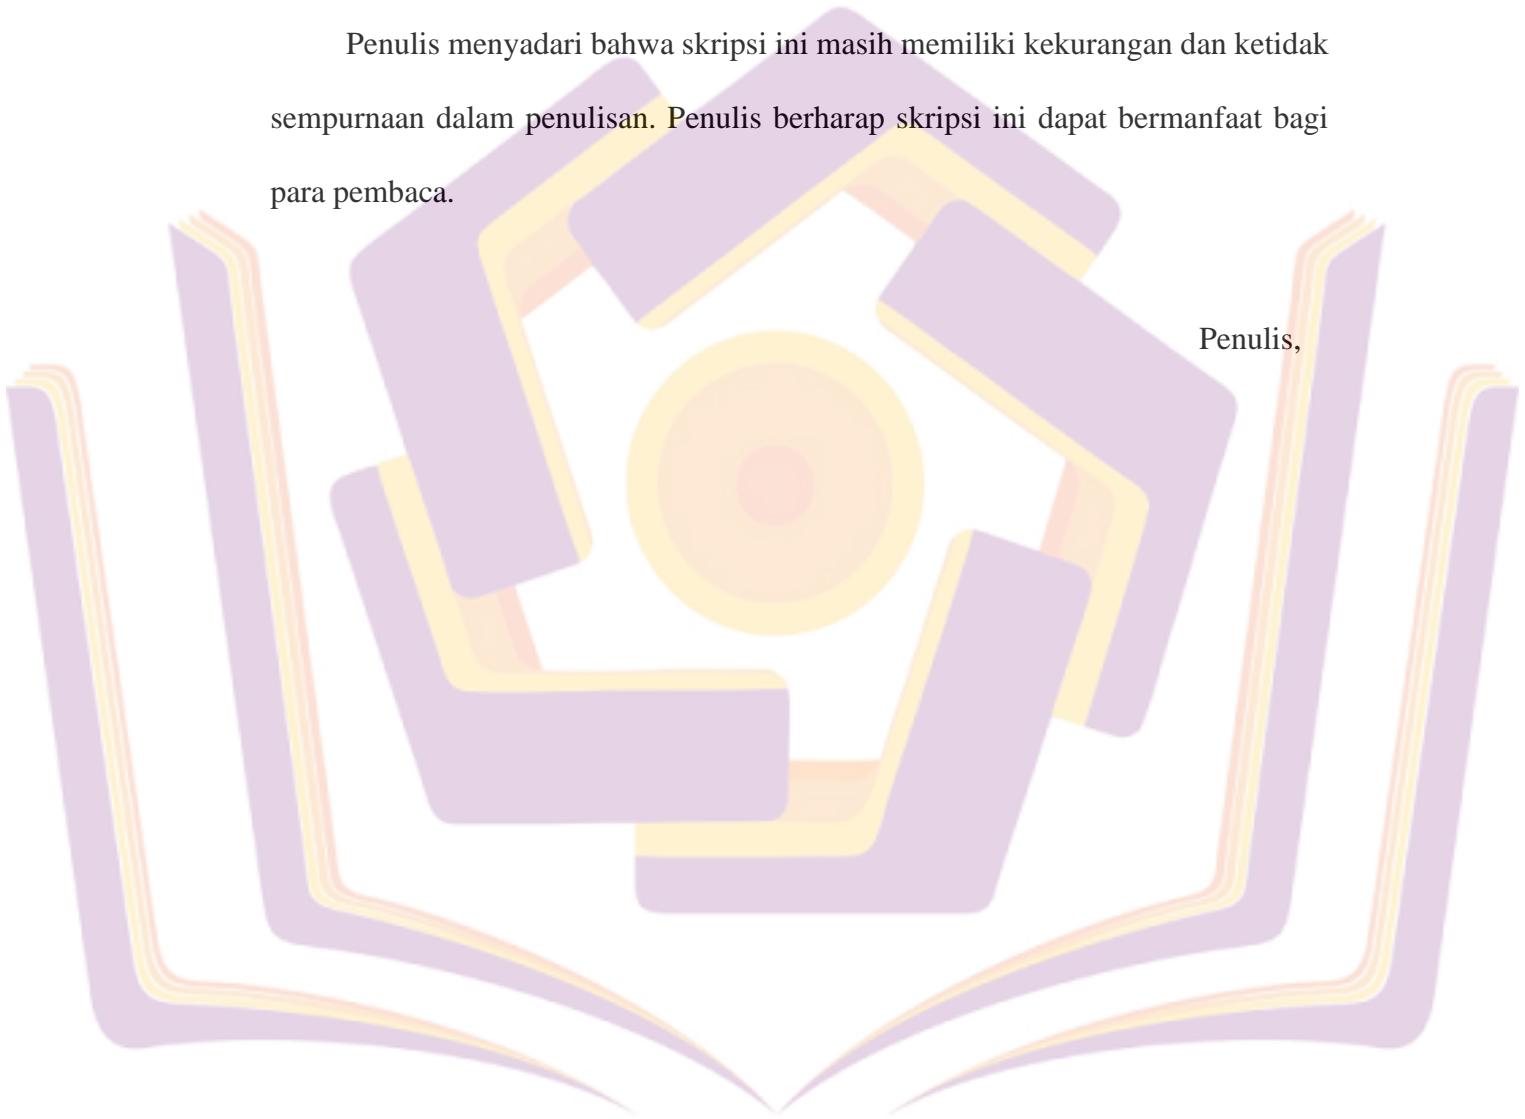 Penulis menyadari bahwa skripsi ini masih memiliki kekurangan dan ketidak
sempurnaan dalam penulisan. Penulis berharap skripsi ini dapat bermanfaat bagi
para pembaca.
Penulis,